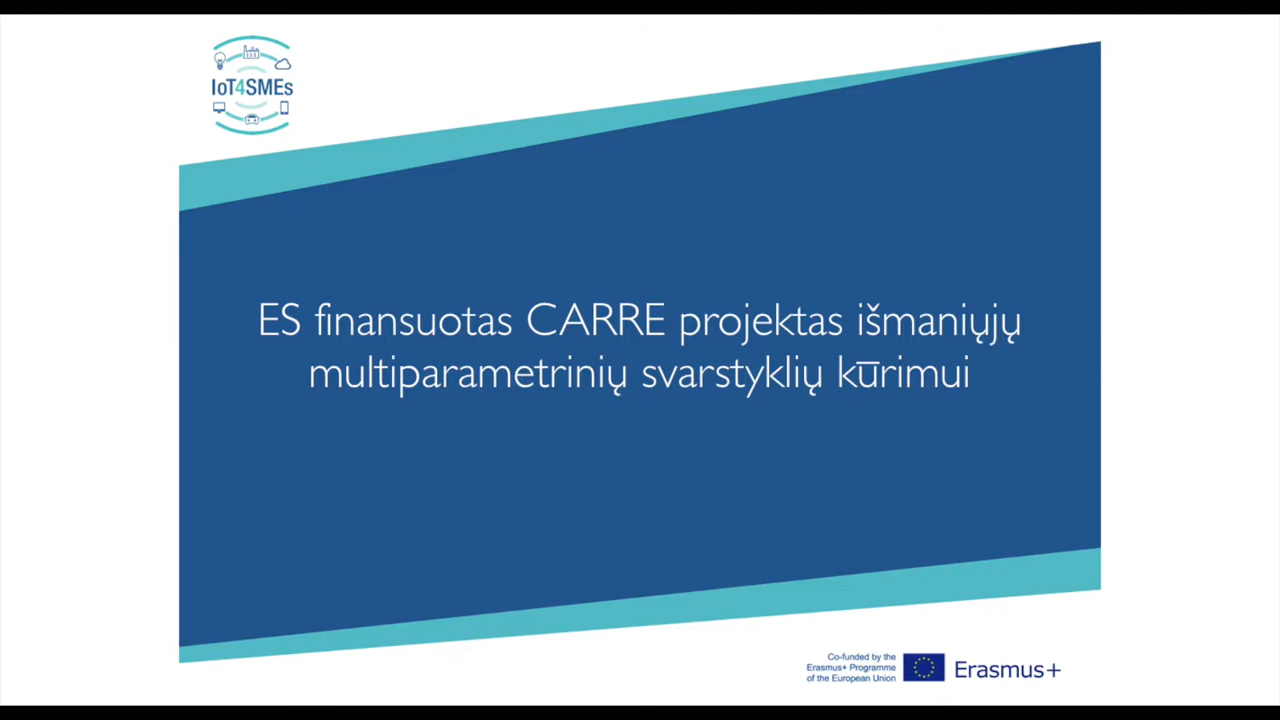 IoT4SMEs
ES finansuotas CARRE projektas išmaniųjų
multiparametrinių svarstyklių kūrimui
Co-funded by the
Erasmus+ Programme
of the European Union
Erasmus+